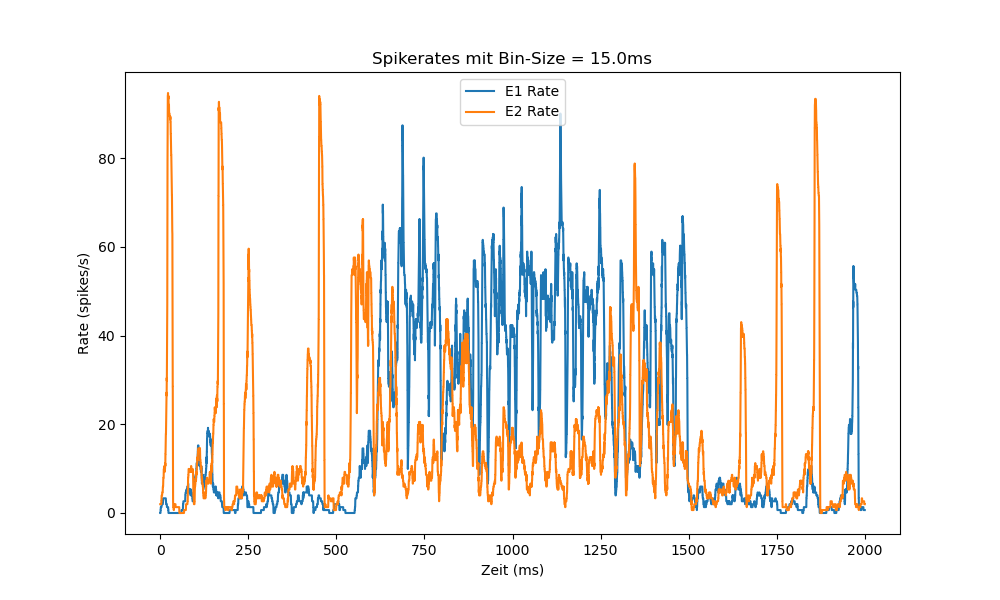 Spikerates mit Bin-Size = 15.0ms
E1 Rate
E2 Rate
Rate (spikes/s)
80
60
40
20
0
0 250 500 750 1000 1250 1500 1750 2000
Zeit (ms)